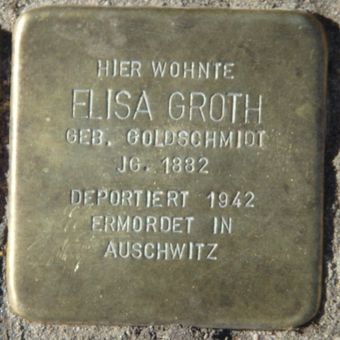 HIER WOHNTE
ELISA GROTH
GEB. GOLDSCHMIDT
JG. 1882
DEPORTIERT 1942
ERMORDET IN
AUSCHWITZ